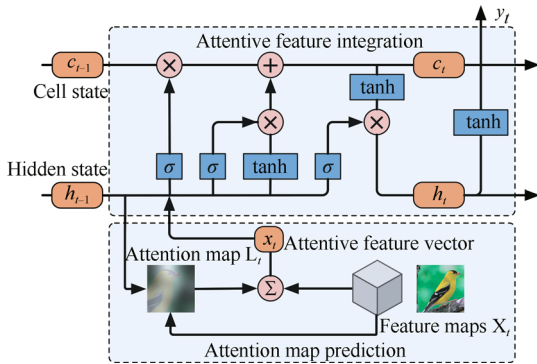 y_t
Attentive feature integration
c_{t-1}
×
+
c_t
Cell state
tanh
×
×
tanh
Hidden state
σ
σ
tanh
σ
h_{t-1}
h_t
x_t
Attentive feature vector
Attention map L_t
Σ
Feature maps X_t
Attention map prediction